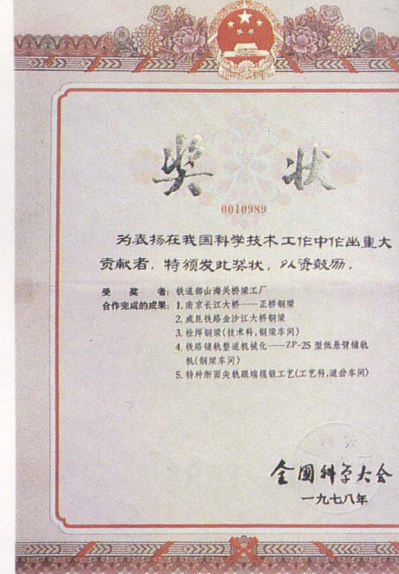 奖状
0010989
为表扬在我国科学技术工作中作出重大
贡献者，特颁发此奖状，以资鼓励．
受奖者：铁道部山海关桥梁工厂
合作完成的成果：1. 南京长江大桥——正桥钢梁
2. 成昆铁路金沙江大桥钢梁
3. 栓焊钢梁(技术科,钢梁车间)
4. 铁路铺轨整道机械化——ZP-25 型低悬臂铺轨
机(钢梁车间)
5. 特种断面尖轨跟端模锻工艺(工艺科,道岔车间)
全国科学大会
一九七八年